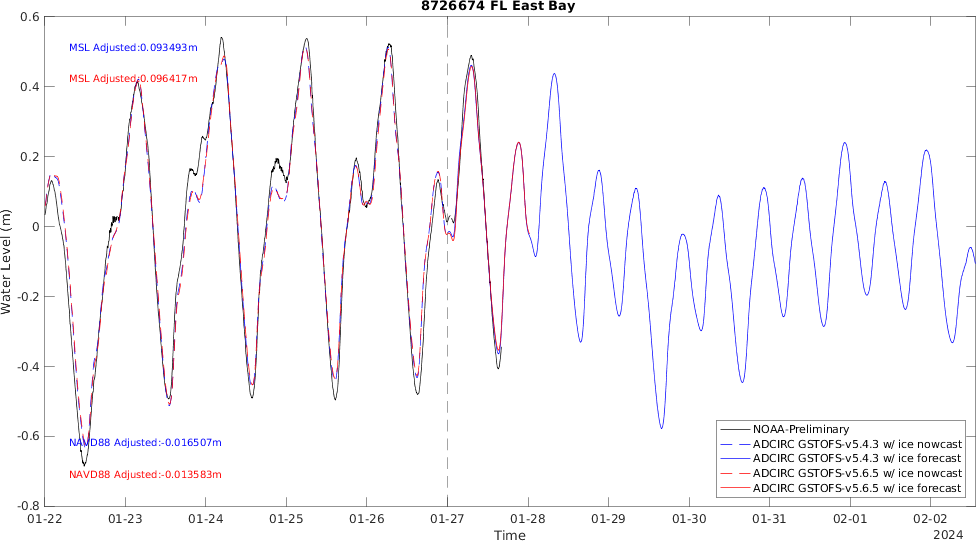 8726674 FL East Bay
0.6
0.4
0.2
0
-0.2
-0.4
-0.6
-0.8
Water Level (m)
MSL Adjusted:0.093493m
MSL Adjusted:0.096417m
NAVD88 Adjusted:-0.016507m
NAVD88 Adjusted:-0.013583m
NOAA-Preliminary
ADCIRC GSTOFS-v5.4.3 w/ ice nowcast
ADCIRC GSTOFS-v5.4.3 w/ ice forecast
ADCIRC GSTOFS-v5.6.5 w/ ice nowcast
ADCIRC GSTOFS-v5.6.5 w/ ice forecast
01-22 01-23 01-24 01-25 01-26 01-27 01-28 01-29 01-30 01-31 02-01 02-02
Time
2024